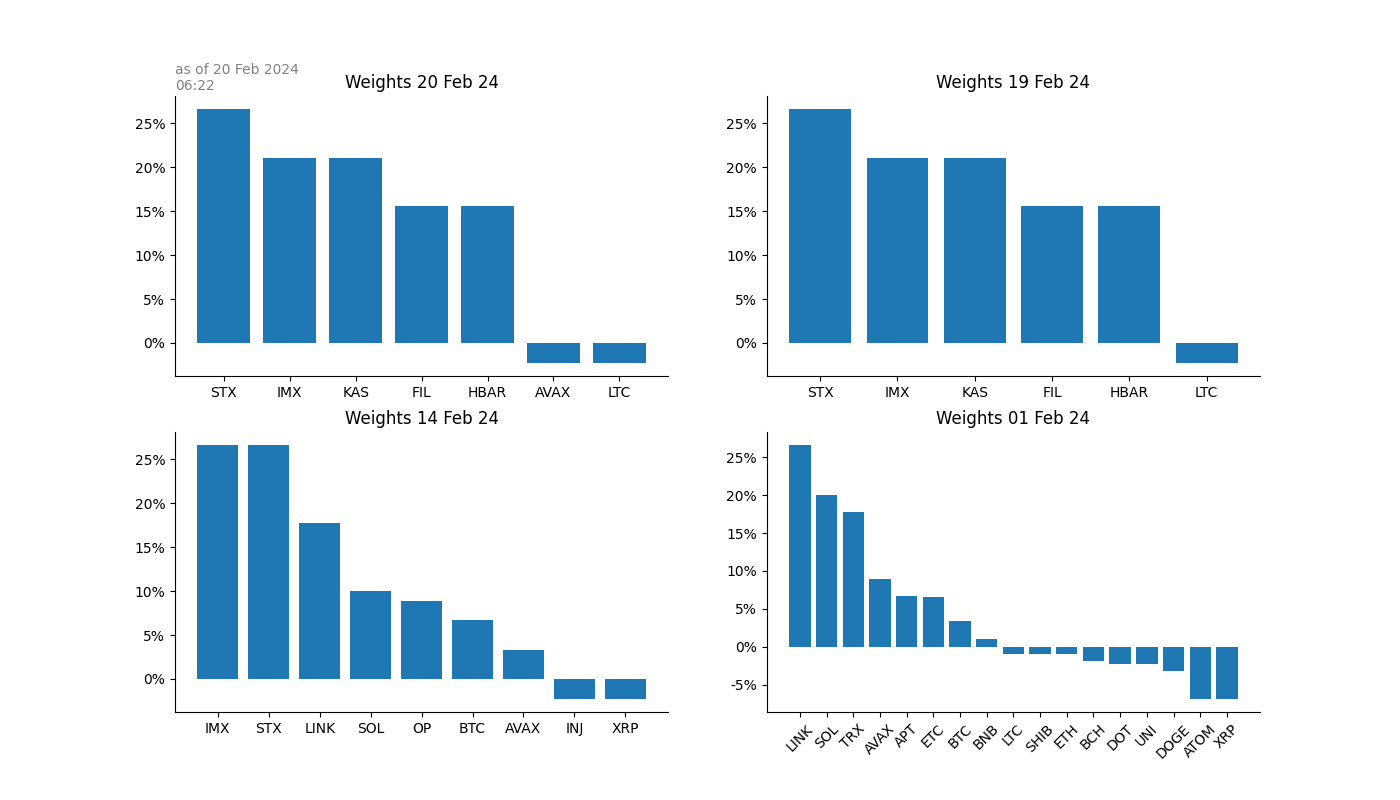 as of 20 Feb 2024
06:22
Weights 20 Feb 24
25%
20%
15%
10%
5%
0%
STX IMX KAS FIL HBAR AVAX LTC
Weights 19 Feb 24
25%
20%
15%
10%
5%
0%
STX IMX KAS FIL HBAR LTC
Weights 14 Feb 24
25%
20%
15%
10%
5%
0%
IMX STX LINK SOL OP BTC AVAX INJ XRP
Weights 01 Feb 24
25%
20%
15%
10%
5%
0%
-5%
LINK SOL TRX AVAX APT ETC BTC BNB LTC SHIB ETH BCH DOT UNI DOGE ATOM XRP